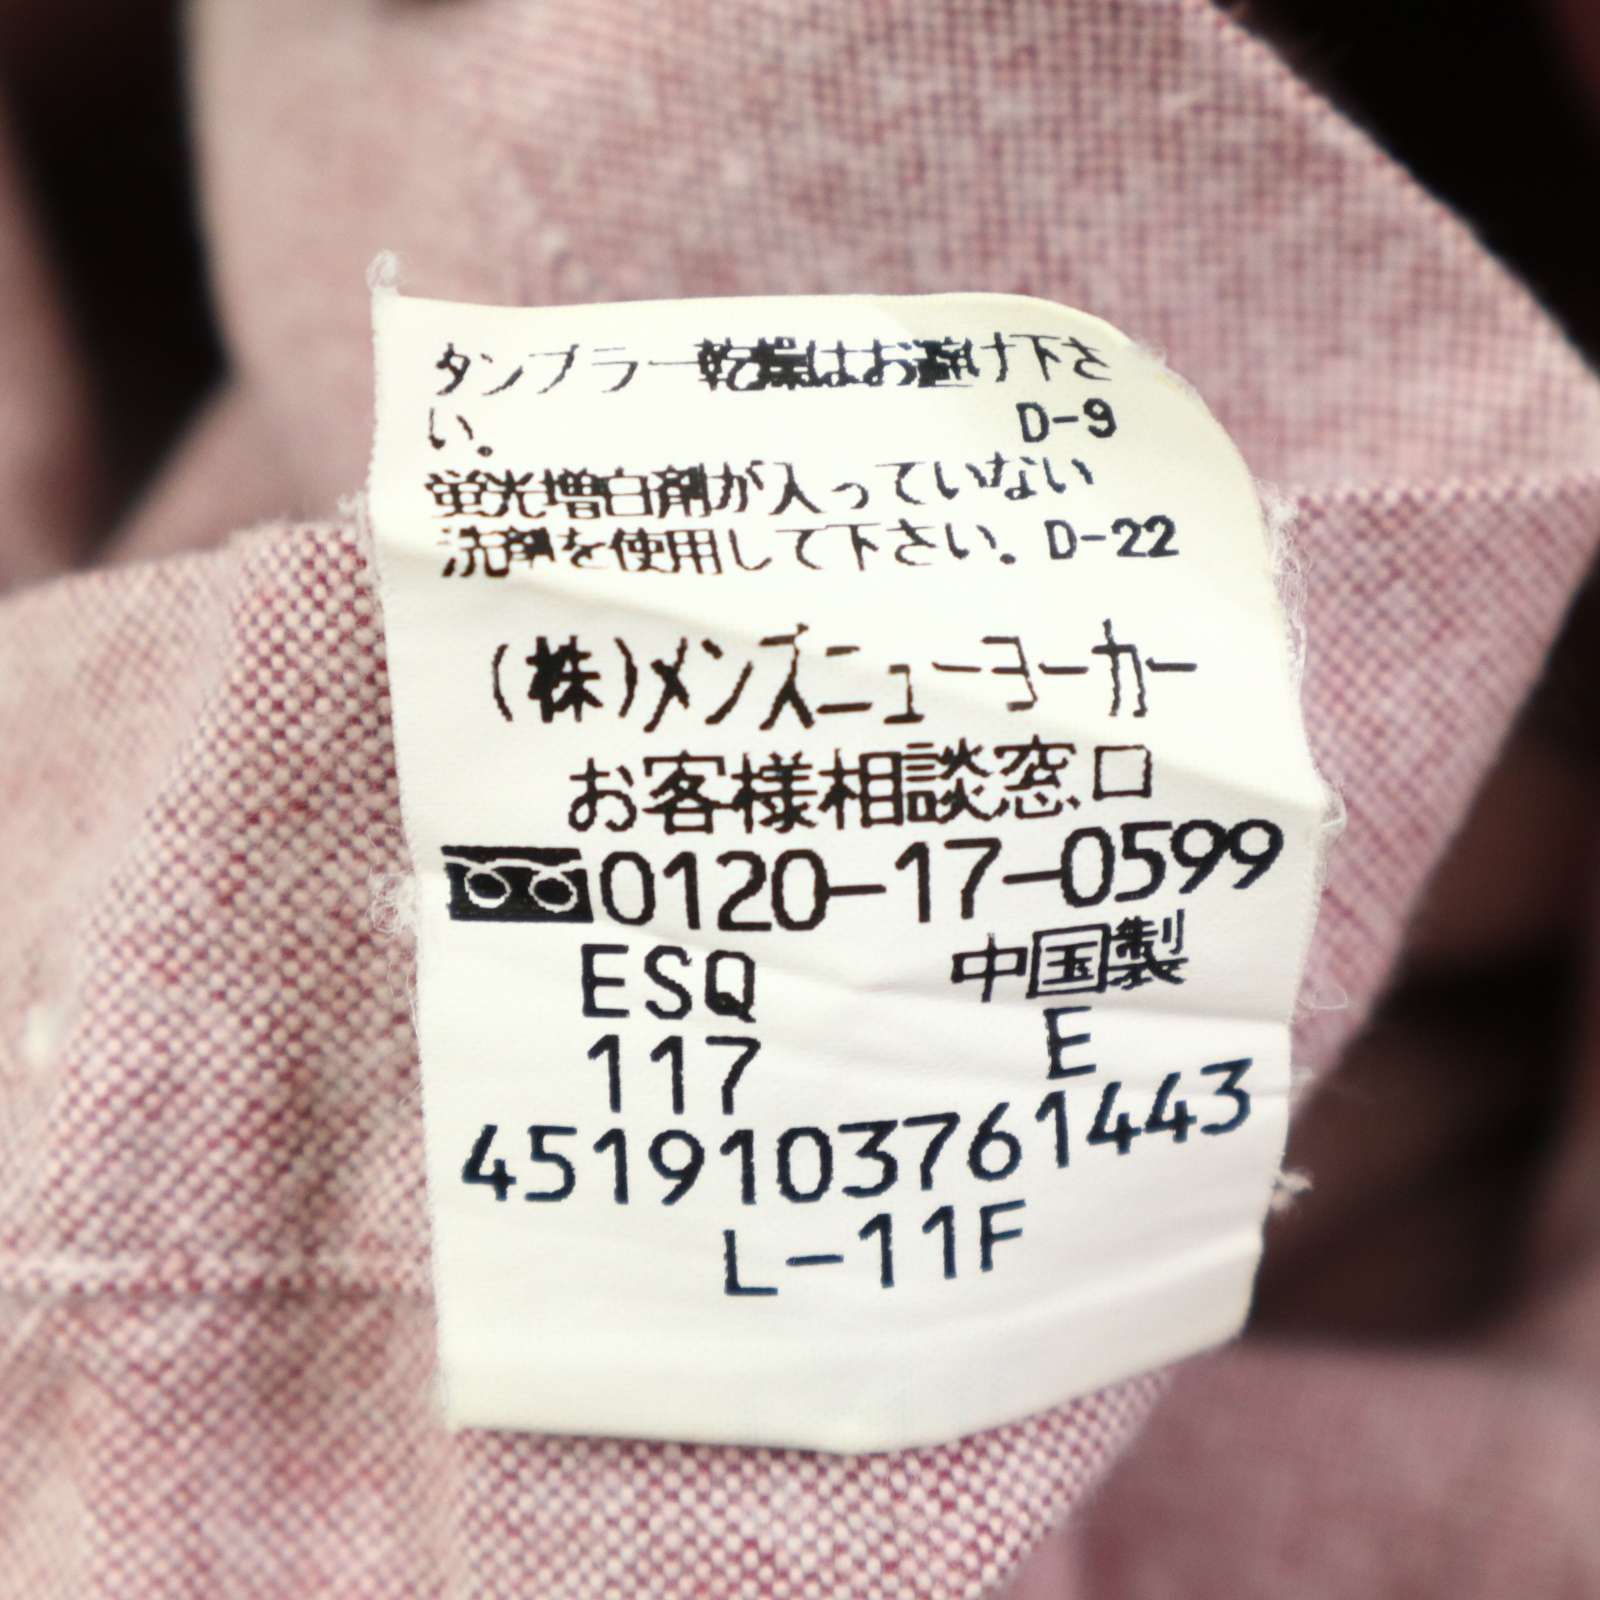 タンブラー乾燥はお避け下さ
い。 D-9
蛍光増白剤が入っていない
洗剤を使用して下さい。D-22
(株)メンズニューヨーカー
お客様相談窓口
0120-17-0599
ESQ 中国製
117 E
4519103761443
L-11F